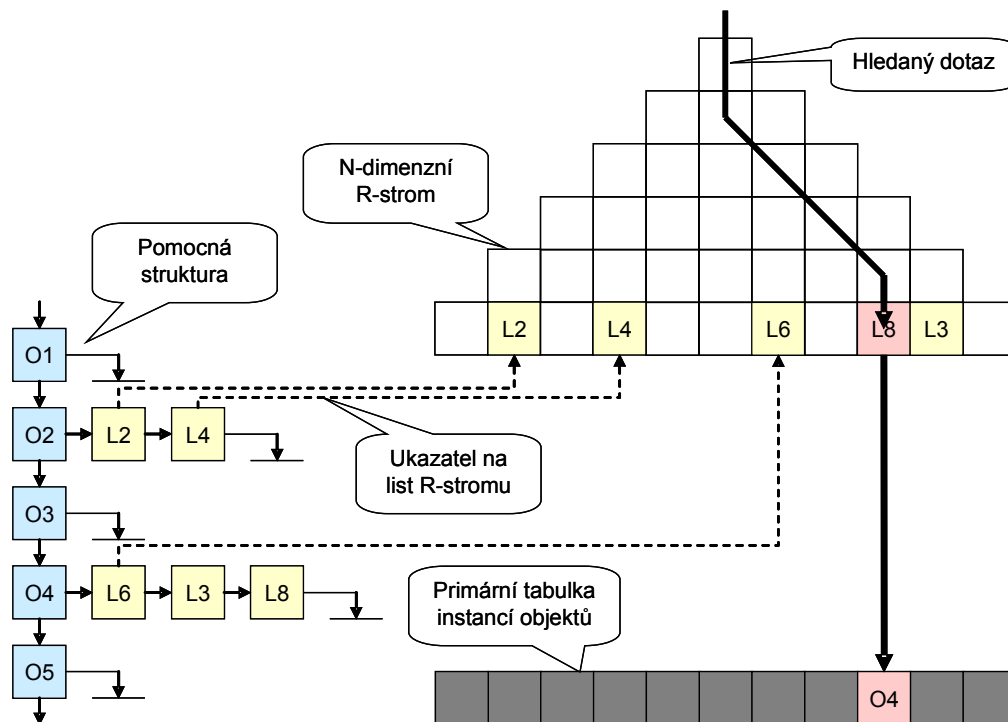 Hledaný dotaz
N-dimenzní
R-strom
Pomocná
struktura
L2 L4 L6 L8 L3
O1
O2 L2 L4
Ukazatel na
list R-stromu
O3
O4 L6 L3 L8
Primární tabulka
instancí objektů
O5
O4